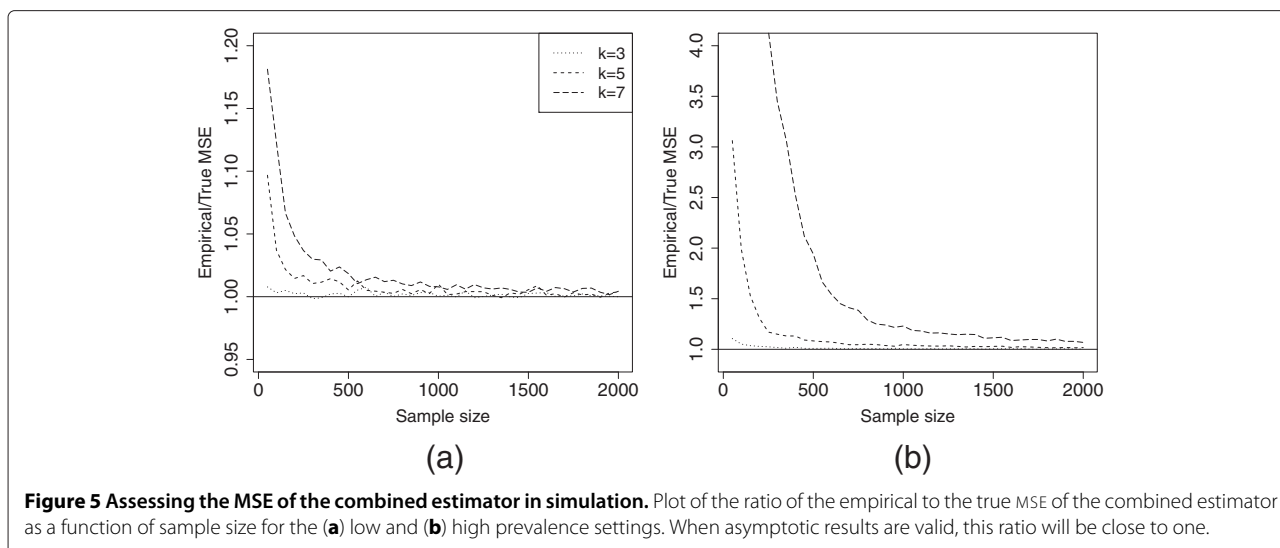 1.20
1.15
1.10
1.05
1.00
0.95
Empirical/True MSE
k=3
k=5
k=7
0
500
1000
1500
2000
Sample size
(a)
4.0
3.5
3.0
2.5
2.0
1.5
1.0
Empirical/True MSE
0
500
1000
1500
2000
Sample size
(b)
Figure 5 Assessing the MSE of the combined estimator in simulation. Plot of the ratio of the empirical to the true MSE of the combined estimator
as a function of sample size for the (a) low and (b) high prevalence settings. When asymptotic results are valid, this ratio will be close to one.